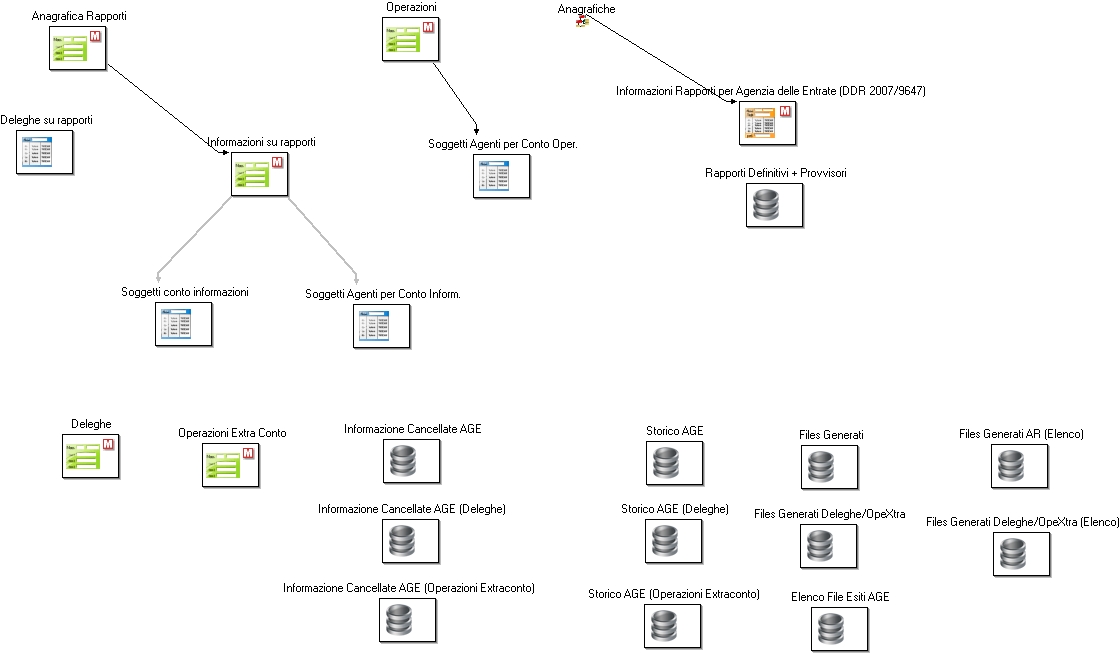 Anagrafica Rapporti
Operazioni
Anagrafiche
Informazioni Rapporti per Agenzia delle Entrate (DDR 2007/9647)
Deleghe su rapporti
Informazioni su rapporti
Soggetti Agenti per Conto Oper.
Rapporti Definitivi + Provvisori
Soggetti conto informazioni
Soggetti Agenti per Conto Inform.
Deleghe
Operazioni Extra Conto
Informazione Cancellate AGE
Storico AGE
Files Generati
Files Generati AR (Elenco)
Informazione Cancellate AGE (Deleghe)
Storico AGE (Deleghe)
Files Generati Deleghe/OpeXtra
Files Generati Deleghe/OpeXtra (Elenco)
Informazione Cancellate AGE (Operazioni Extraconto)
Storico AGE (Operazioni Extraconto)
Elenco File Esiti AGE